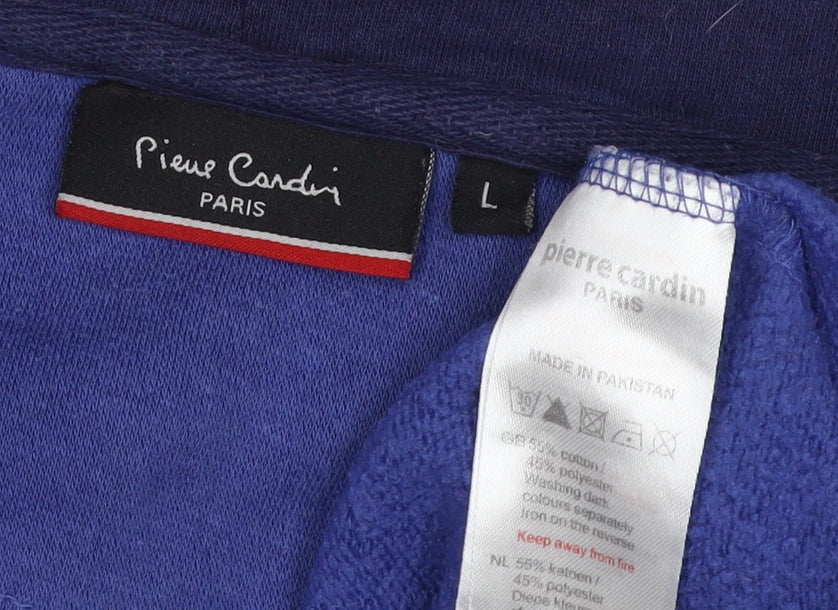 Pierre Cardin
PARIS
L
pierre cardin
PARIS
MADE IN PAKISTAN
30
GB 55% cotton /
45% polyester
Washing dark
colours separately
Iron on the reverse
Keep away from fire
NL 55% katoen /
45% polyester
Diepe